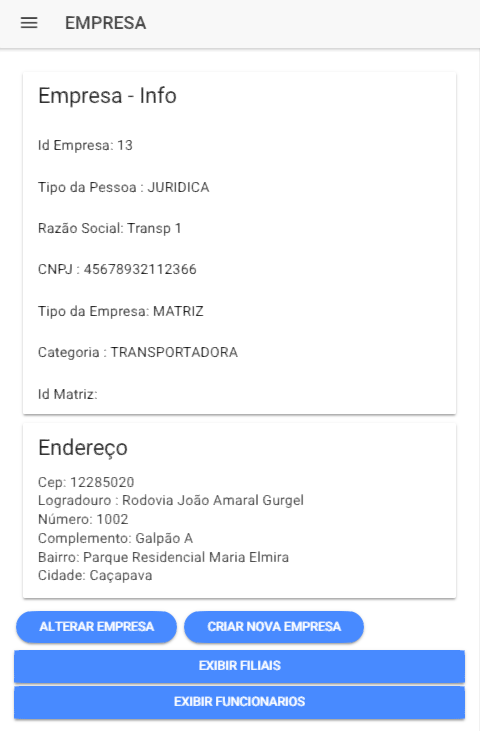 EMPRESA
Empresa - Info
Id Empresa: 13
Tipo da Pessoa : JURIDICA
Razão Social: Transp 1
CNPJ : 45678932112366
Tipo da Empresa: MATRIZ
Categoria : TRANSPORTADORA
Id Matriz:
Endereço
Cep: 12285020
Logradouro : Rodovia João Amaral Gurgel
Número: 1002
Complemento: Galpão A
Bairro: Parque Residencial Maria Elmira
Cidade: Caçapava
ALTERAR EMPRESA CRIAR NOVA EMPRESA
EXIBIR FILIAIS
EXIBIR FUNCIONARIOS